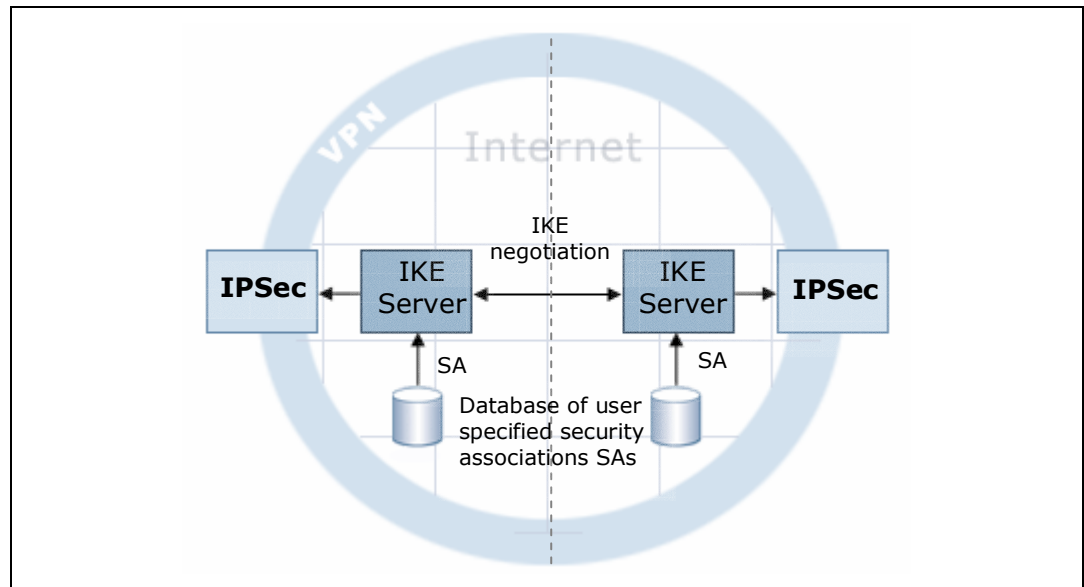 VPN
Internet
IKE
negotiation
IPSec
IKE
Server
IKE
Server
IPSec
SA
SA
Database of user
specified security
associations SAs